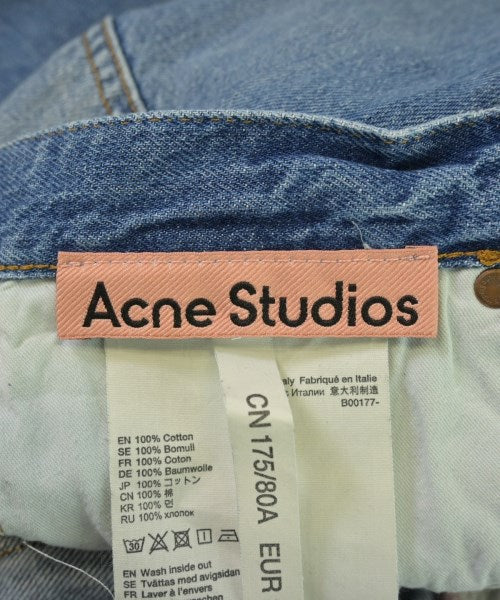 Acne Studios
aly Fabriqué en Italie
Италии 意大利制造
B00177-
CN 175/80A EUR
EN 100% Cotton
SE 100% Bomull
FR 100% Coton
DE 100% Baumwolle
JP 100% コットン
CN 100% 棉
KR 100% 면
RU 100% хлопок
30
EN Wash inside out
SE Tvättas med avigsidan
FR Laver à l'envers